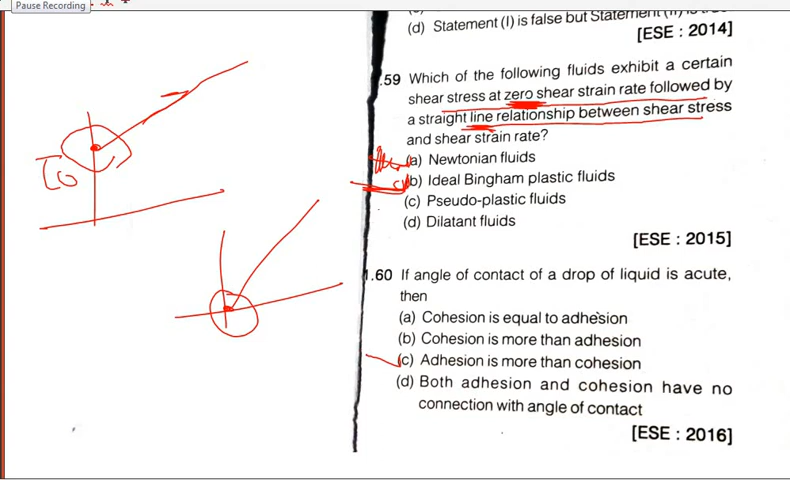 Pause Recording
(d) Statement (I) is false but Statement (II) is
[ESE : 2014]
.59 Which of the following fluids exhibit a certain
shear stress at zero shear strain rate followed by
a straight line relationship between shear stress
and shear strain rate?
(a) Newtonian fluids
(b) Ideal Bingham plastic fluids
(c) Pseudo-plastic fluids
(d) Dilatant fluids
[ESE : 2015]
1.60 If angle of contact of a drop of liquid is acute,
then
(a) Cohesion is equal to adhesion
(b) Cohesion is more than adhesion
(c) Adhesion is more than cohesion
(d) Both adhesion and cohesion have no
connection with angle of contact
[ESE : 2016]